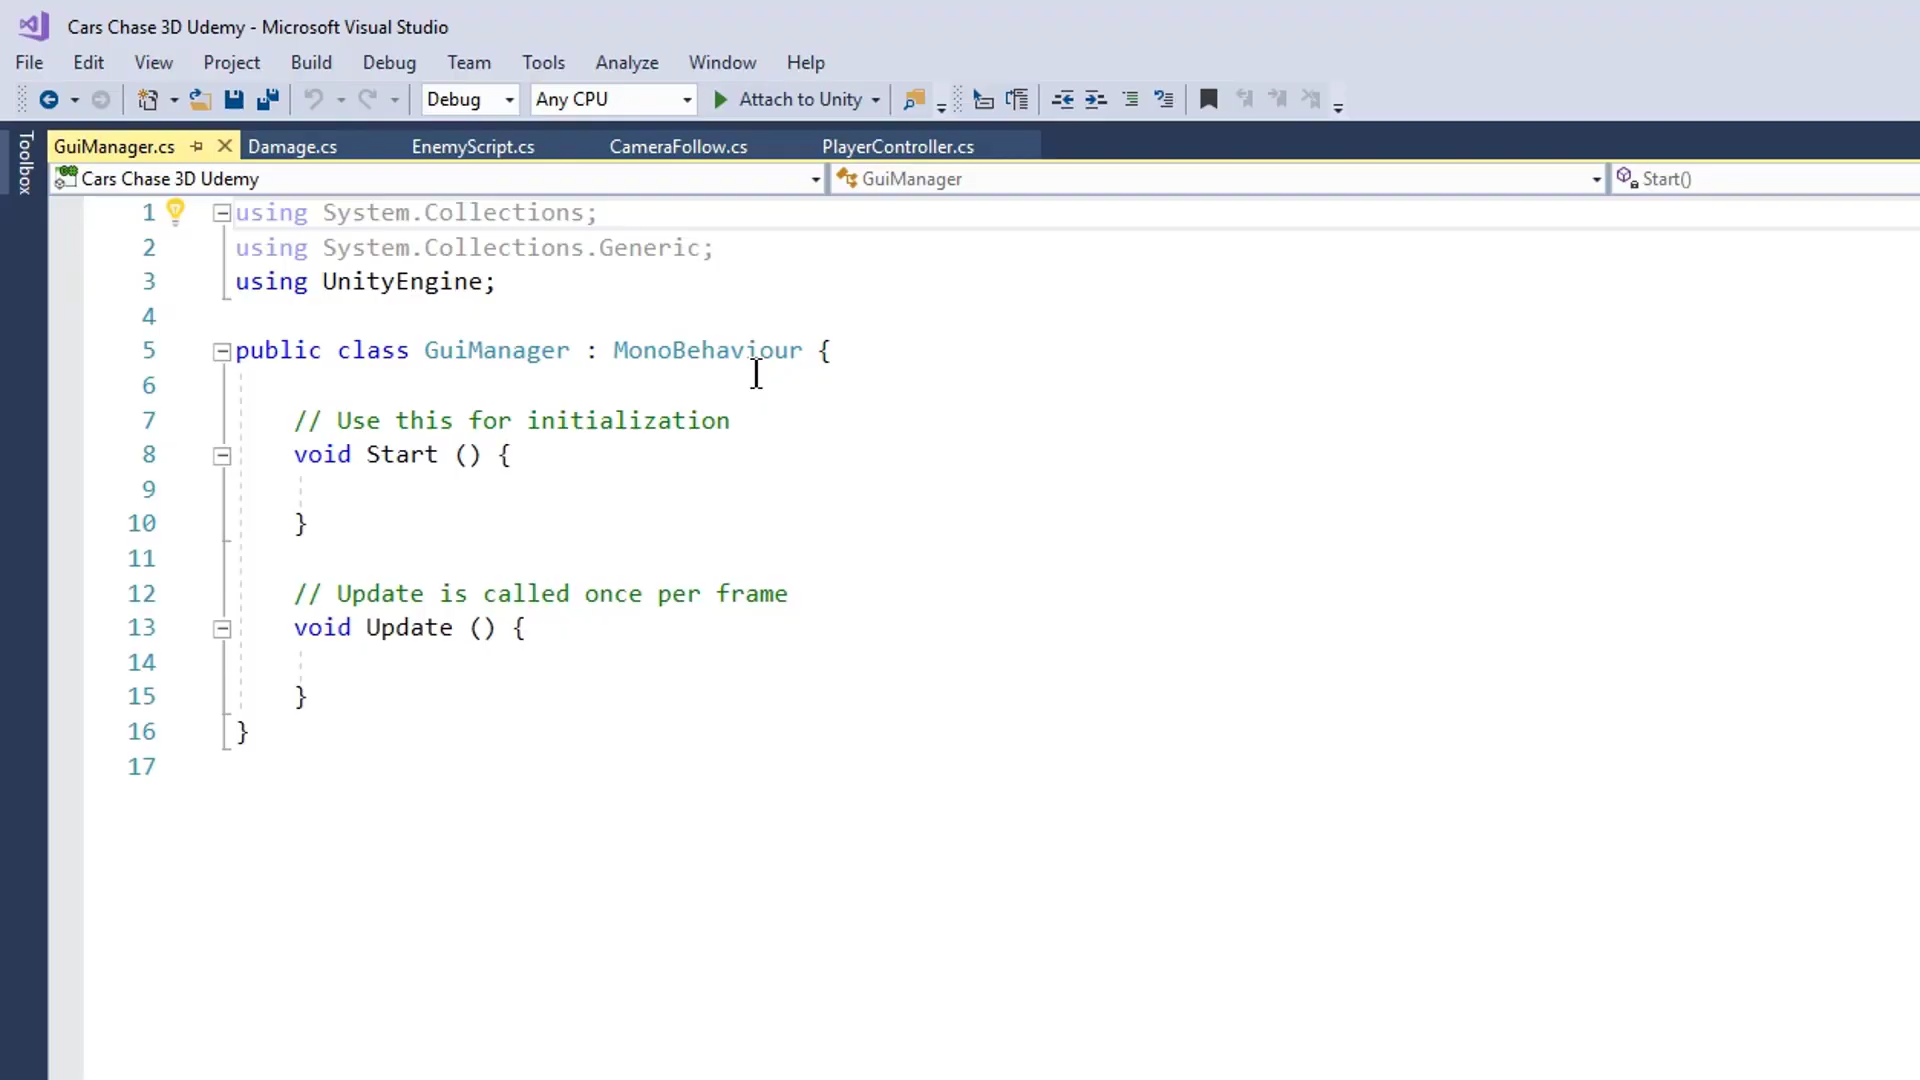 Cars Chase 3D Udemy - Microsoft Visual Studio
File Edit View Project Build Debug Team Tools Analyze Window Help
Debug Any CPU Attach to Unity
Toolbox
GuiManager.cs Damage.cs EnemyScript.cs CameraFollow.cs PlayerController.cs
Cars Chase 3D Udemy GuiManager Start()
1 using System.Collections;
2 using System.Collections.Generic;
3 using UnityEngine;
4
5 public class GuiManager : MonoBehaviour {
6
7 // Use this for initialization
8 void Start () {
9
10 }
11
12 // Update is called once per frame
13 void Update () {
14
15 }
16 }
17